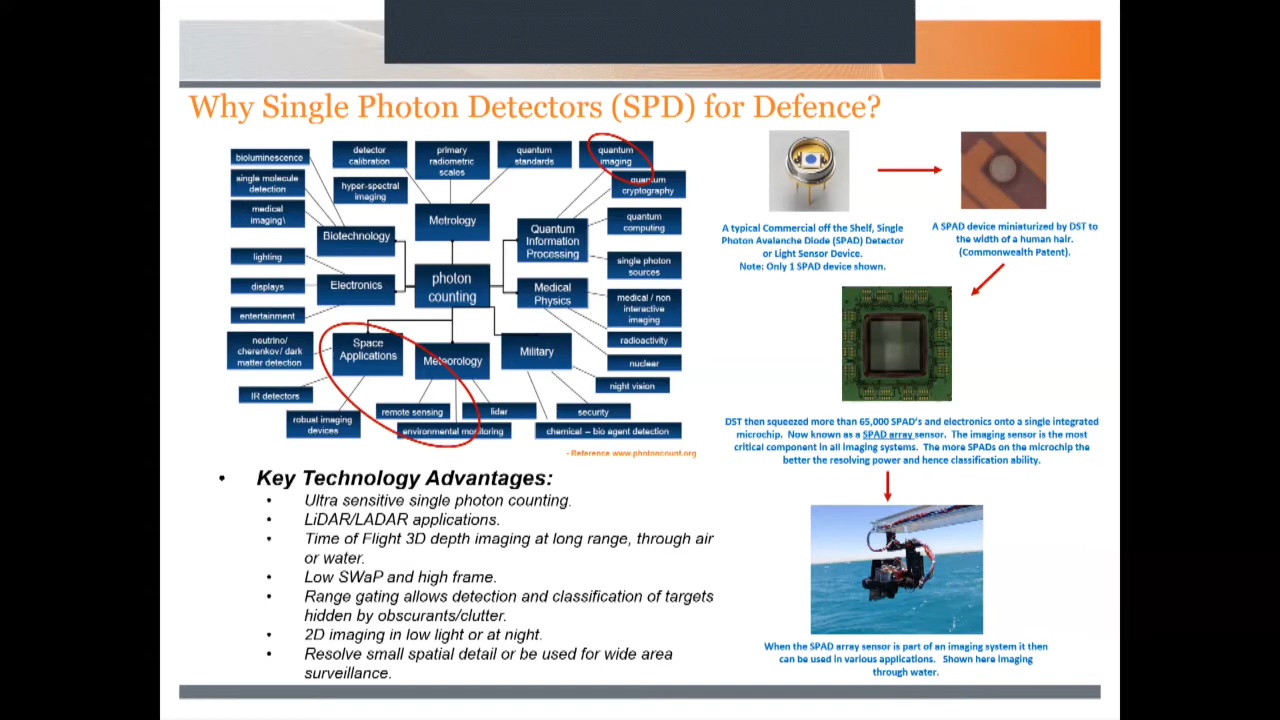 Why Single Photon Detectors (SPD) for Defence?
bioluminescence
single molecule
detection
medical
imaging\
Biotechnology
detector
calibration
hyper-spectral
imaging
primary
radiometric
scales
quantum
standards
Metrology
quantum
imaging
quantum
cryptography
quantum
computing
Quantum
Information
Processing
single photon
sources
lighting
displays
entertainment
Electronics
photon
counting
Medical
Physics
medical / non
interactive
imaging
radioactivity
nuclear
neutrino/
cherenkov/ dark
matter detection
IR detectors
robust imaging
devices
Space
Applications
Meteorology
remote sensing
lidar
environmental monitoring
Military
night vision
security
chemical – bio agent detection
- Reference www.photoncount.org
• Key Technology Advantages:
• Ultra sensitive single photon counting.
• LiDAR/LADAR applications.
• Time of Flight 3D depth imaging at long range, through air
or water.
• Low SWaP and high frame.
• Range gating allows detection and classification of targets
hidden by obscurants/clutter.
• 2D imaging in low light or at night.
• Resolve small spatial detail or be used for wide area
surveillance.
A typical Commercial off the Shelf, Single
Photon Avalanche Diode (SPAD) Detector
or Light Sensor Device.
Note: Only 1 SPAD device shown.
A SPAD device miniaturized by DST to
the width of a human hair.
(Commonwealth Patent).
DST then squeezed more than 65,000 SPAD's and electronics onto a single integrated
microchip. Now known as a SPAD array sensor. The imaging sensor is the most
critical component in all imaging systems. The more SPADs on the microchip the
better the resolving power and hence classification ability.
When the SPAD array sensor is part of an imaging system it then
can be used in various applications. Shown here imaging
through water.